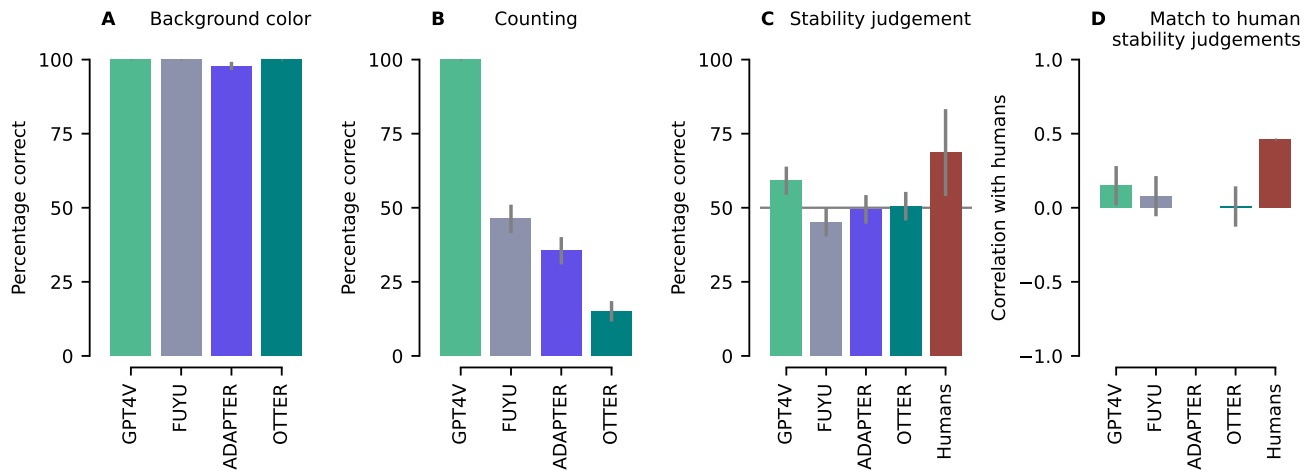 A Background color
Percentage correct
100
75
50
25
0
GPT4V
FUYU
ADAPTER
OTTER
B Counting
Percentage correct
100
75
50
25
0
GPT4V
FUYU
ADAPTER
OTTER
C Stability judgement
Percentage correct
100
75
50
25
0
GPT4V
FUYU
ADAPTER
OTTER
Humans
D Match to human
stability judgements
Correlation with humans
1.0
0.5
0.0
−0.5
−1.0
GPT4V
FUYU
ADAPTER
OTTER
Humans